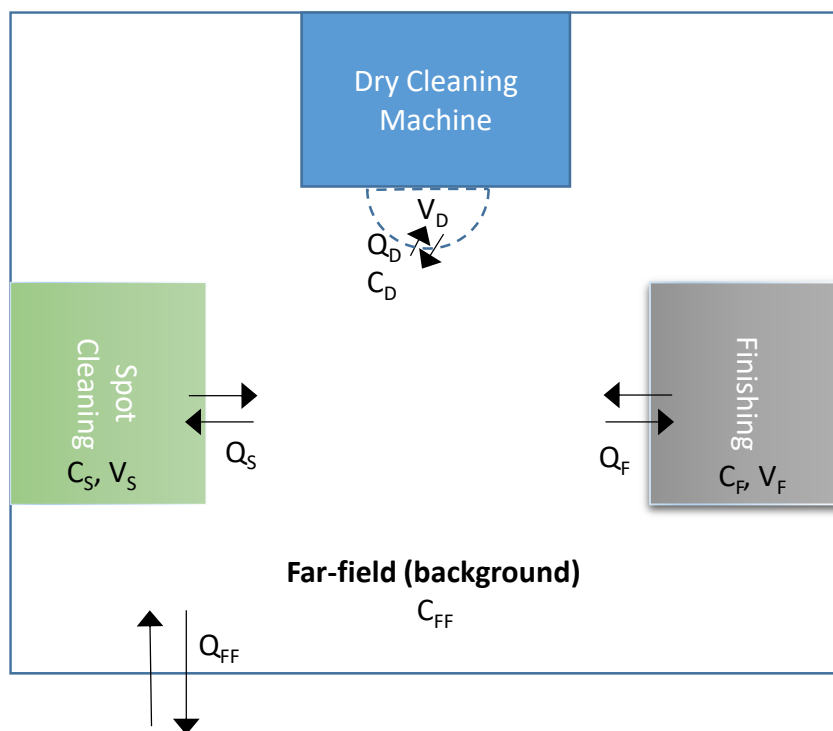 Dry Cleaning
Machine
V_D
Q_D
C_D
Spot
Cleaning
C_S, V_S
Q_S
Finishing
C_F, V_F
Q_F
Far-field (background)
C_FF
Q_FF